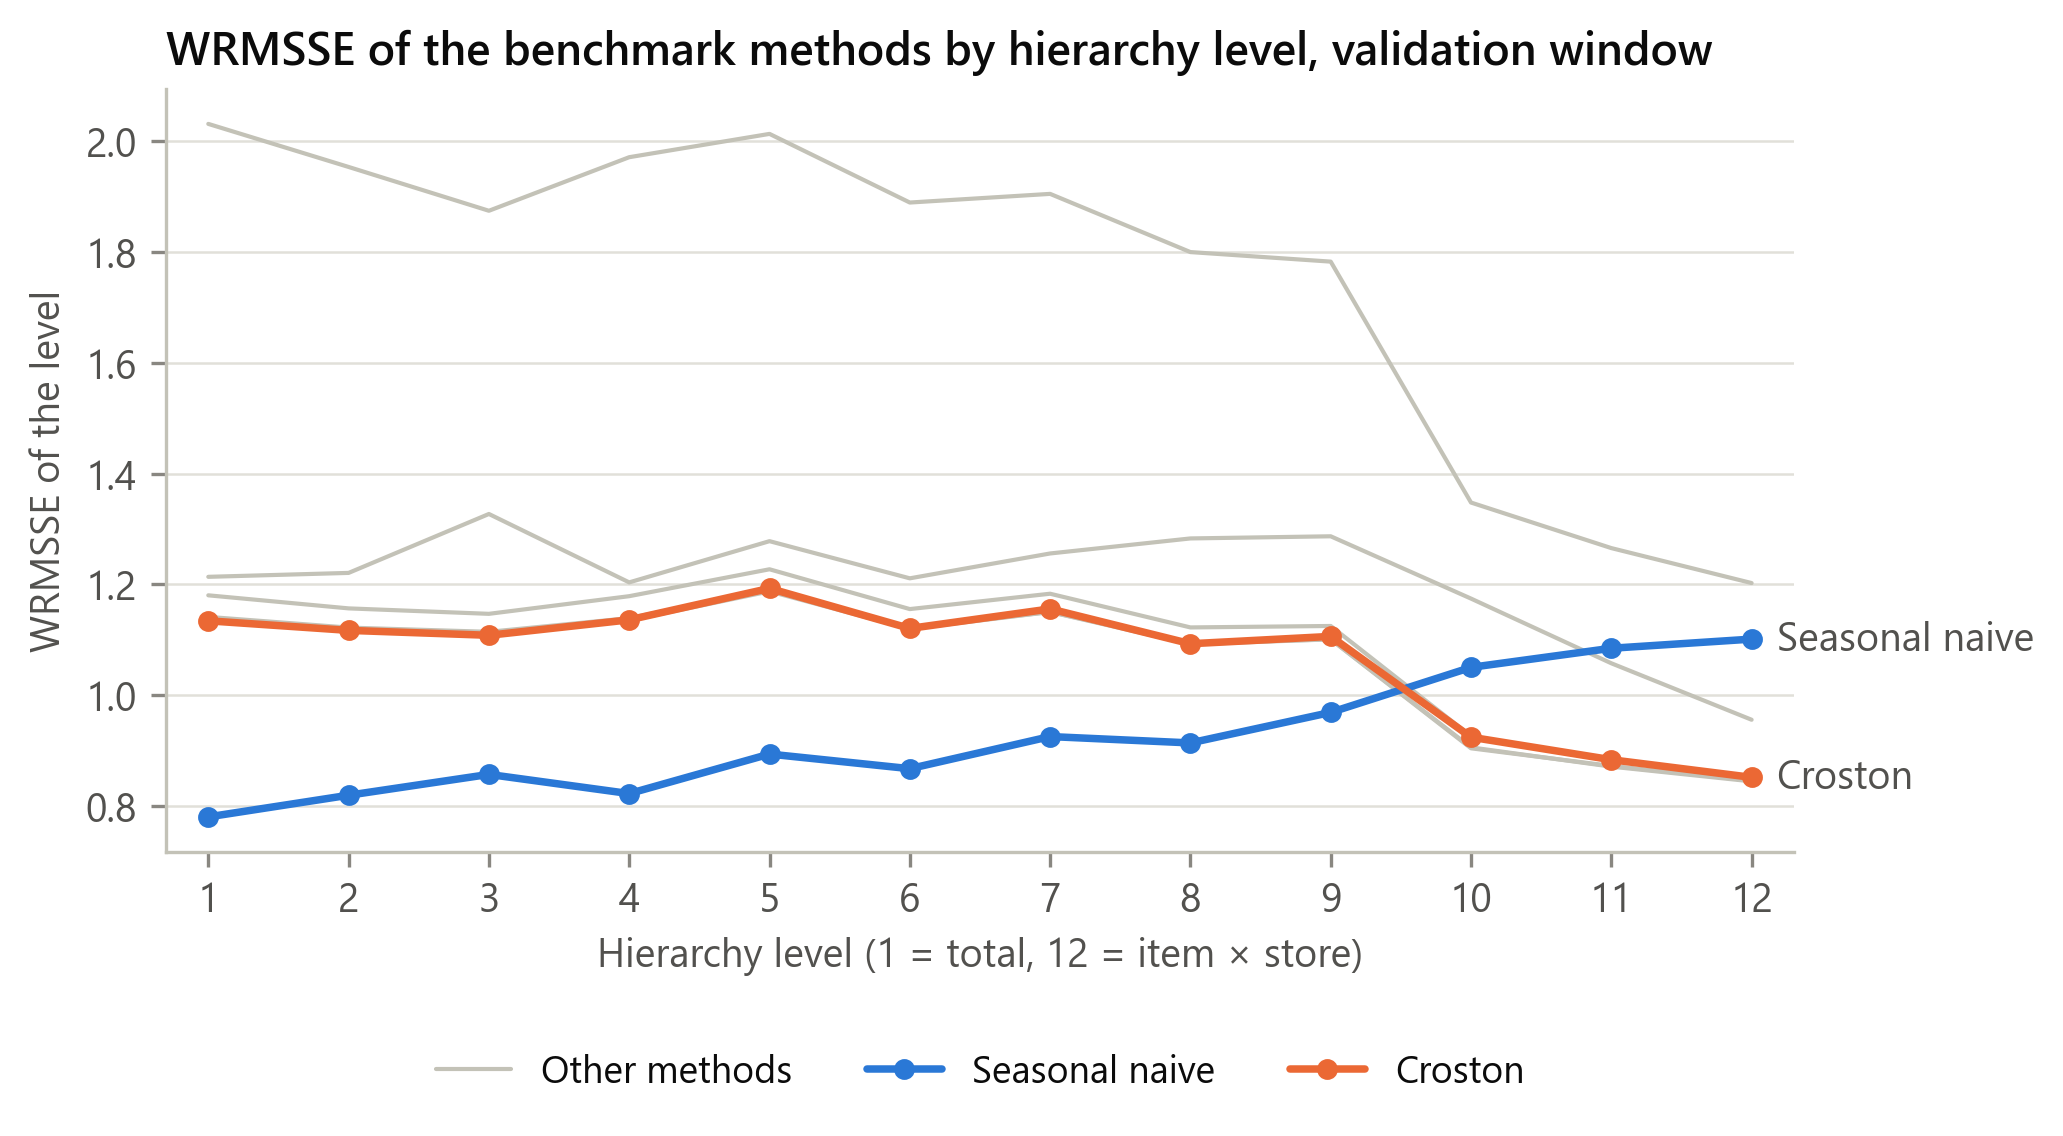 WRMSSE of the benchmark methods by hierarchy level, validation window
WRMSSE of the level
2.0
1.8
1.6
1.4
1.2
1.0
0.8
Seasonal naive
Croston
1 2 3 4 5 6 7 8 9 10 11 12
Hierarchy level (1 = total, 12 = item × store)
Other methods Seasonal naive Croston